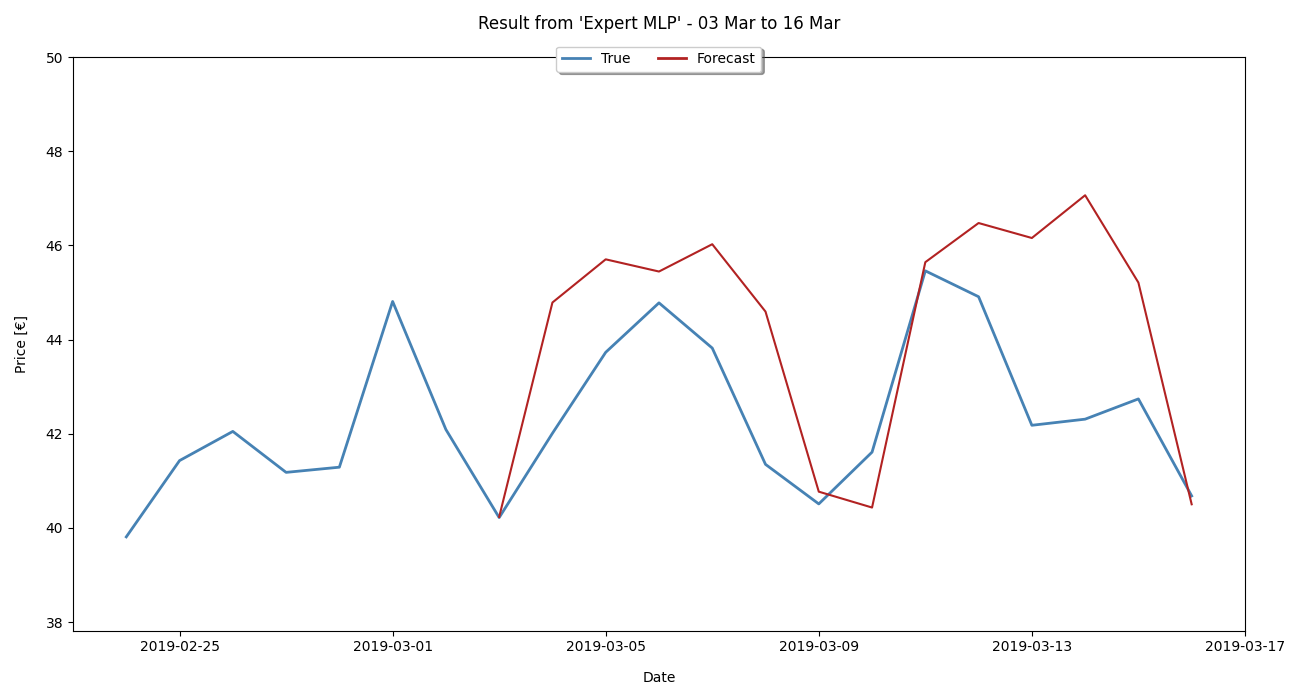 Result from 'Expert MLP' - 03 Mar to 16 Mar
True Forecast
50
48
46
44
42
40
38
Price [€]
2019-02-25 2019-03-01 2019-03-05 2019-03-09 2019-03-13 2019-03-17
Date